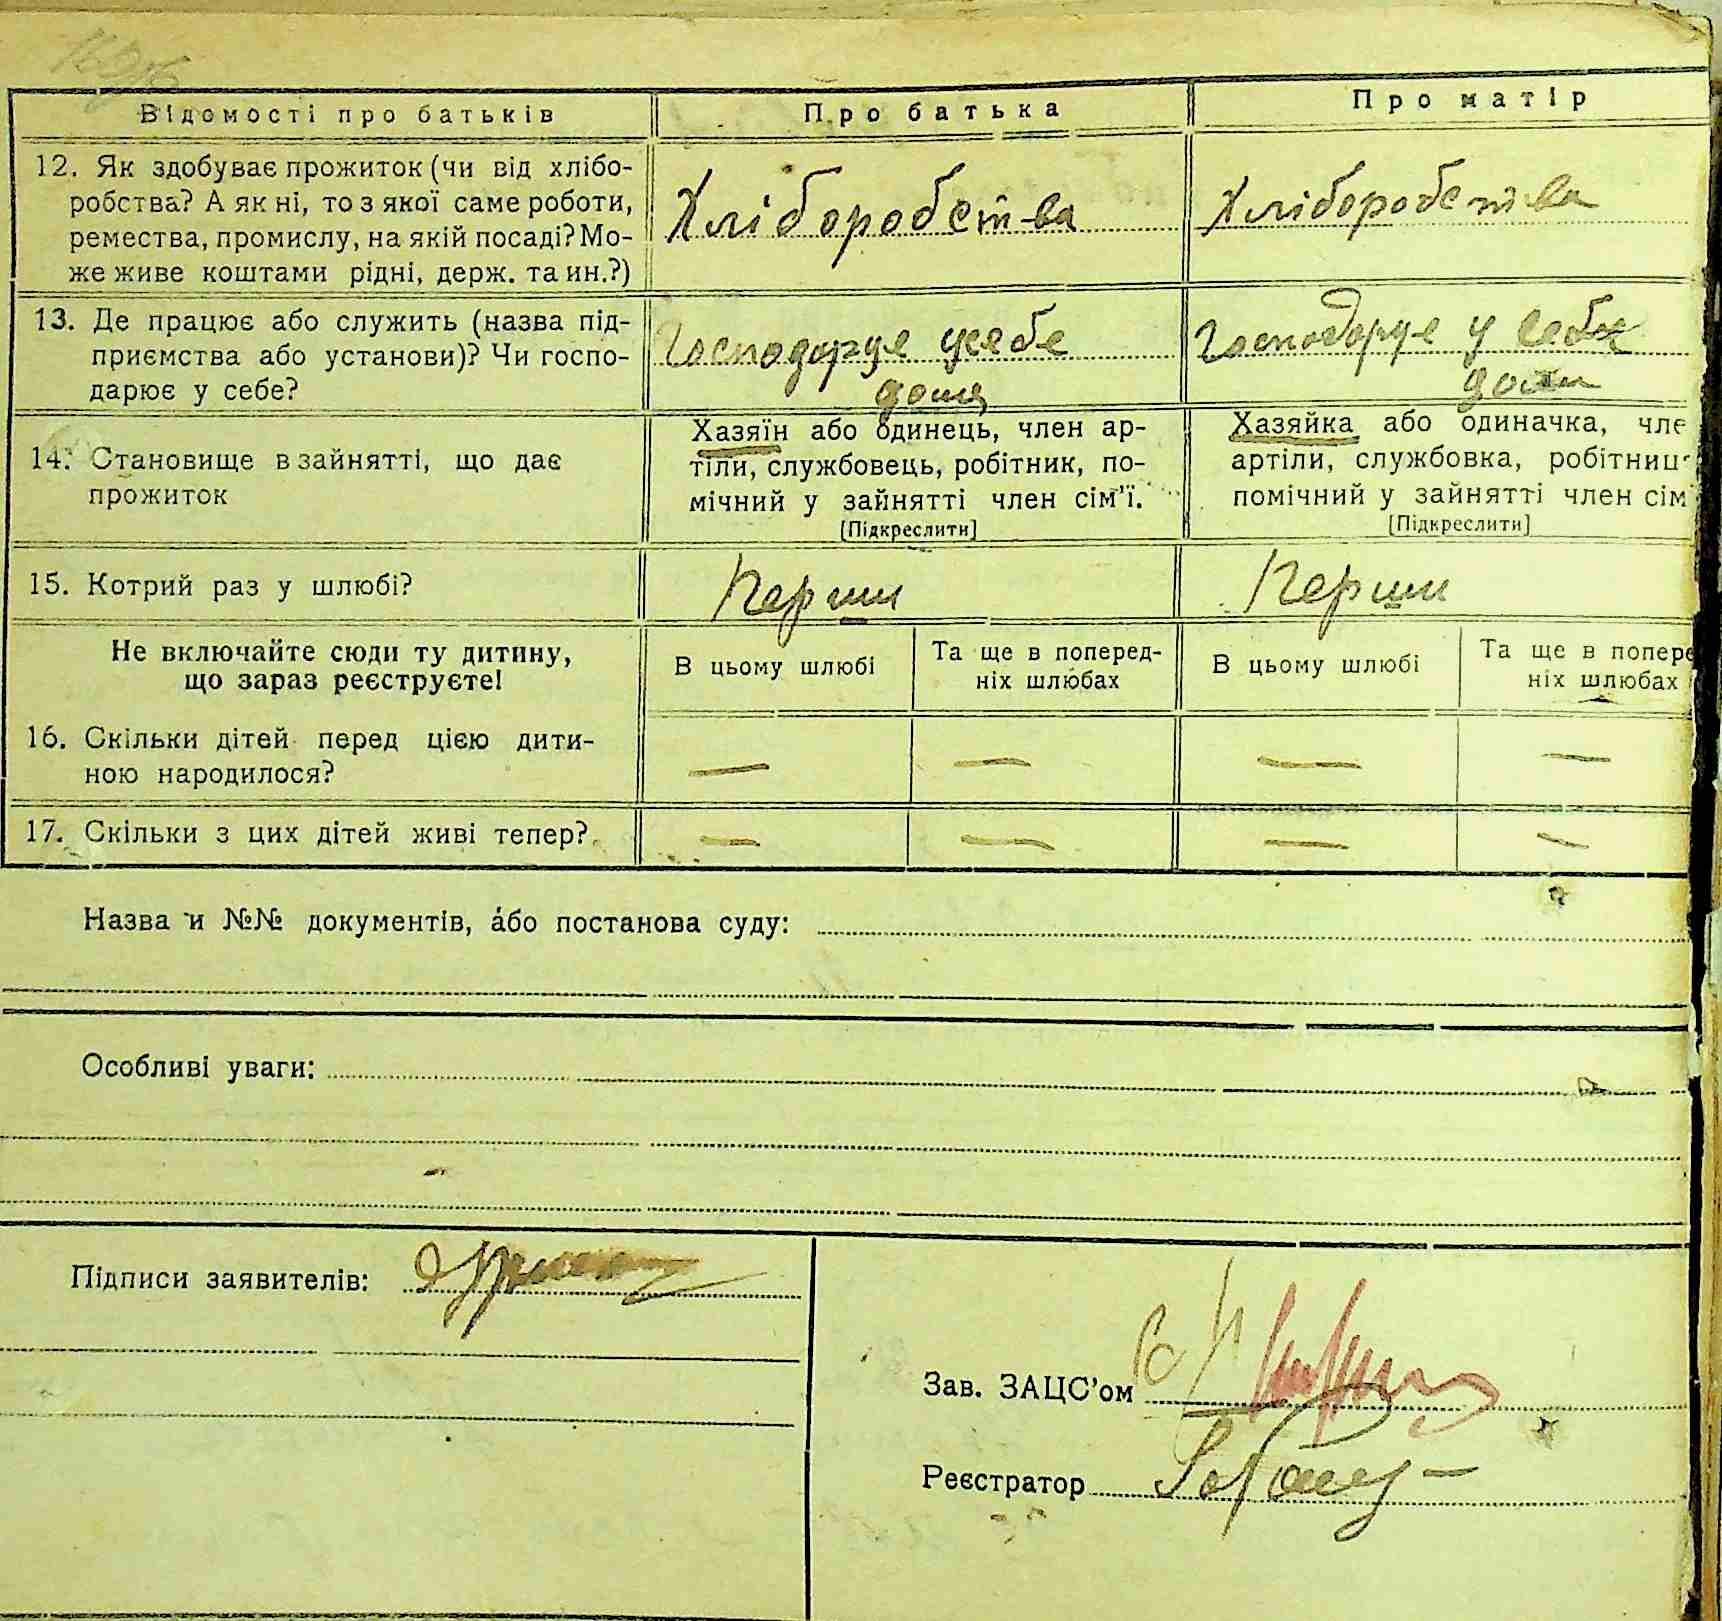 Відомості про батьків Про батька Про матір
12. Як здобуває прожиток (чи від хлібо-
робства? А як ні, то з якої саме роботи,
ремества, промислу, на якій посаді? Мо-
же живе коштами рідні, держ. та ин.?)
Хліборобства Хліборобства
13. Де працює або служить (назва під-
приємства або установи)? Чи госпо-
дарює у себе?
Господарує усебе
дома
Господарує у себе
дома
14. Становище в зайнятті, що дає
прожиток
Хазяїн або одинець, член ар-
тіли, службовець, робітник, по-
мічний у зайнятті член сім'ї.
[Підкреслити]
Хазяйка або одиначка, чле
артіли, службовка, робітниц
помічний у зайнятті член сім
[Підкреслити]
15. Котрий раз у шлюбі? Перши Перши
Не включайте сюди ту дитину,
що зараз реєструєте!
В цьому шлюбі
Та ще в поперед-
ніх шлюбах
В цьому шлюбі
Та ще в попере
ніх шлюбах
16. Скільки дітей перед цією дити-
ною народилося?
— — — —
17. Скільки з цих дітей живі тепер? — — — —
Назва и №№ документів, або постанова суду:
Особливі уваги:
Підписи заявителів:
Зав. ЗАЦС'ом
Реєстратор